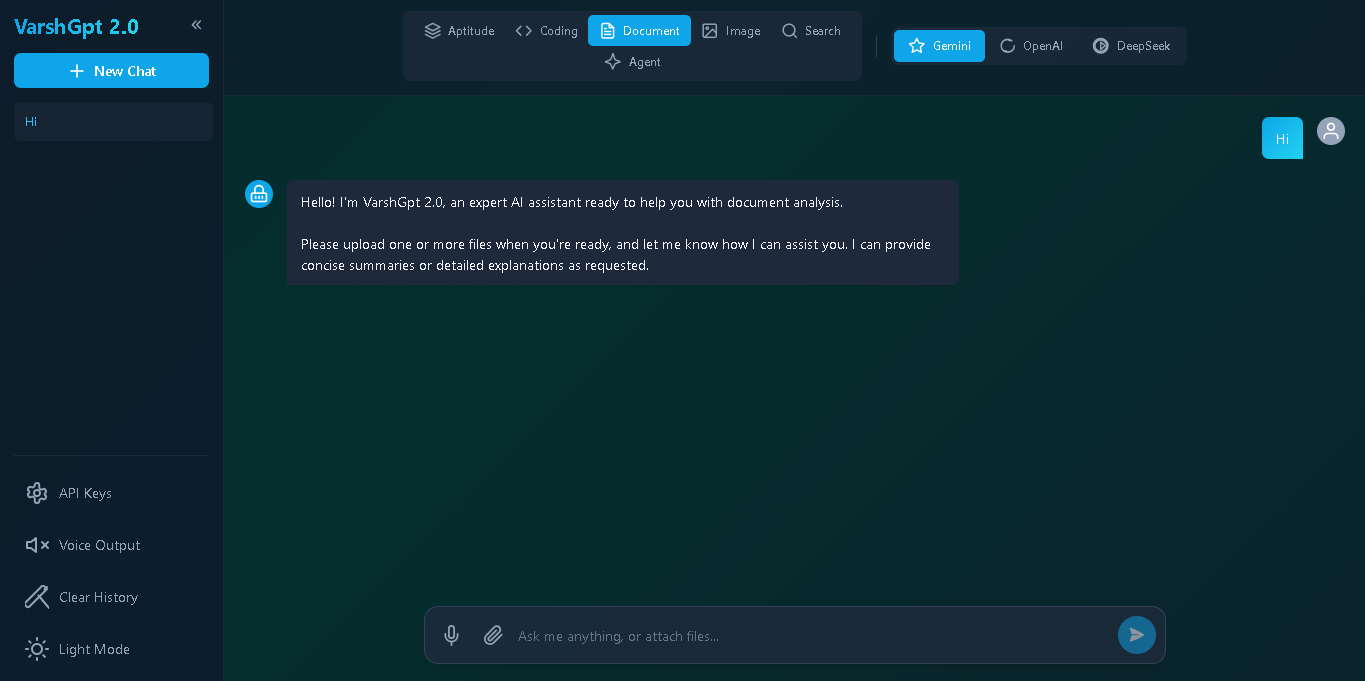 VarshGpt 2.0
New Chat
Hi
API Keys
Voice Output
Clear History
Light Mode
Aptitude
Coding
Document
Image
Search
Agent
Gemini
OpenAI
DeepSeek
Hi
Hello! I'm VarshGpt 2.0, an expert AI assistant ready to help you with document analysis.
Please upload one or more files when you're ready, and let me know how I can assist you. I can provide
concise summaries or detailed explanations as requested.
Ask me anything, or attach files...